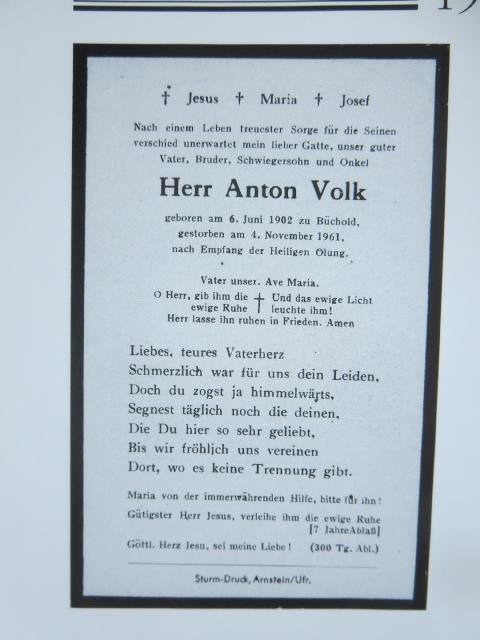 † Jesus † Maria † Josef
Nach einem Leben treuester Sorge für die Seinen
verschied unerwartet mein lieber Gatte, unser guter
Vater, Bruder, Schwiegersohn und Onkel
Herr Anton Volk
geboren am 6. Juni 1902 zu Büchold,
gestorben am 4. November 1961,
nach Empfang der Heiligen Ölung.
Vater unser. Ave Maria.
O Herr, gib ihm die † Und das ewige Licht
ewige Ruhe leuchte ihm!
Herr lasse ihn ruhen in Frieden. Amen
Liebes, teures Vaterherz
Schmerzlich war für uns dein Leiden,
Doch du zogst ja himmelwärts,
Segnest täglich noch die deinen,
Die Du hier so sehr geliebt,
Bis wir fröhljch uns vereinen
Dort, wo es keine Trennung gibt.
Maria von der immerwährenden Hilfe, bitte für ihn!
Gütigster Herr Jesus, verleihe ihm die ewige Ruhe
[7 Jahre Ablaß]
Göttl. Herz Jesu, sei meine Liebe! (300 Tg. Abl.)
Sturm-Druck, Arnstein/Ufr.